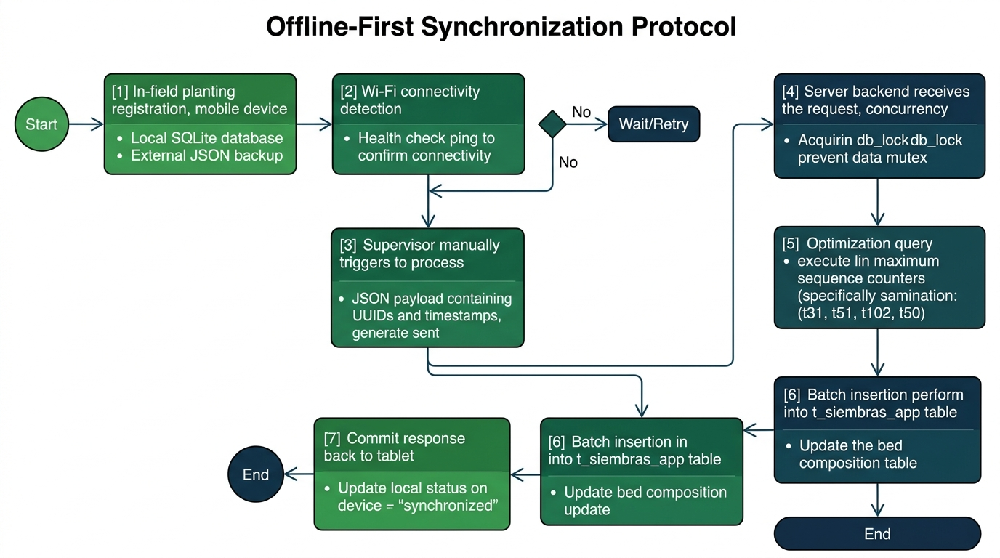 Offline-First Synchronization Protocol
Start
[1] In-field planting
registration, mobile device
• Local SQLite database
• External JSON backup
[2] Wi-Fi connectivity
detection
• Health check ping to
confirm connectivity
No
Wait/Retry
No
[3] Supervisor manually
triggers to process
• JSON payload containing
UUIDs and timestamps,
generate sent
[4] Server backend receives
the request, concurrency
• Acquirin db_lock db_lock
prevent data mutex
[5] Optimization query
• execute lin maximum
sequence counters
(specifically samination:
(t31, t51, t102, t50)
[6] Batch insertion perform
into t_siembras_app table
• Update the bed
composition table
End
[6] Batch insertion in
into t_siembras_app table
• Update bed composition
update
[7] Commit response
back to tablet
• Update local status on
device = “synchronized”
End